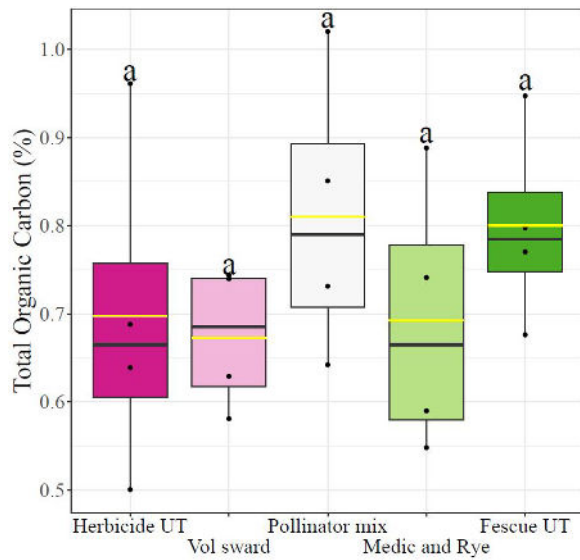 Total Organic Carbon (%)
1.0
0.9
0.8
0.7
0.6
0.5
a
a
a
a
a
Herbicide UT
Vol sward
Pollinator mix
Medic and Rye
Fescue UT